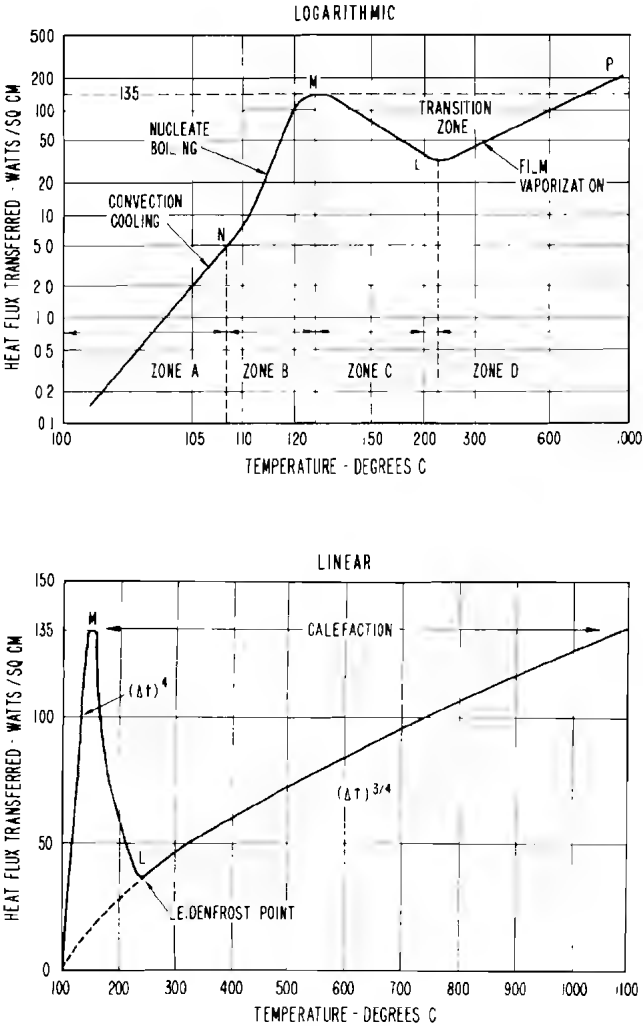 LOGARITHMIC
HEAT FLUX TRANSFERRED - WATTS/SQ CM
500
200
100
50
20
10
5 0
2 0
1 0
0 5
0 2
0 1
135
M
P
NUCLEATE
BOIL NG
TRANSITION
ZONE
L
FILM
VAPORIZATION
CONVECTION
COOLING
N
ZONE A
ZONE B
ZONE C
ZONE D
100
105
110
120
150
200
300
600
000
TEMPERATURE - DEGREES C
LINEAR
HEAT FLUX TRANSFERRED - WATTS/SQ CM
150
135
100
50
0
M
CALEFACTION
(Δt)4
(ΔT)3/4
L
LEIDENFROST POINT
100
200
300
400
500
600
700
800
900
1000
1100
TEMPERATURE - DEGREES C